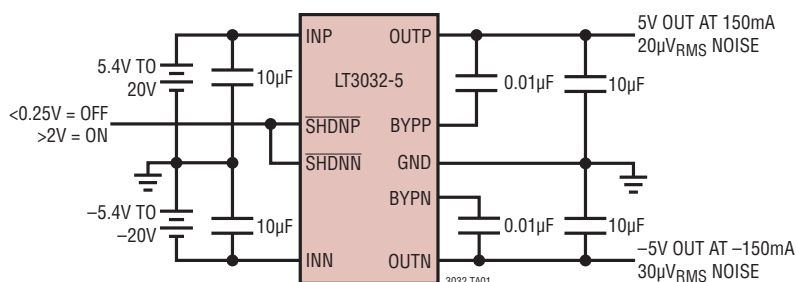 INP
OUTP
5V OUT AT 150mA
20µVRMS NOISE
5.4V TO
20V
10µF
LT3032-5
0.01µF
10µF
<0.25V = OFF
>2V = ON
SHDNP
BYPP
SHDNN
GND
BYPN
–5.4V TO
–20V
10µF
0.01µF
10µF
INN
OUTN
–5V OUT AT –150mA
30µVRMS NOISE
3032 TA01